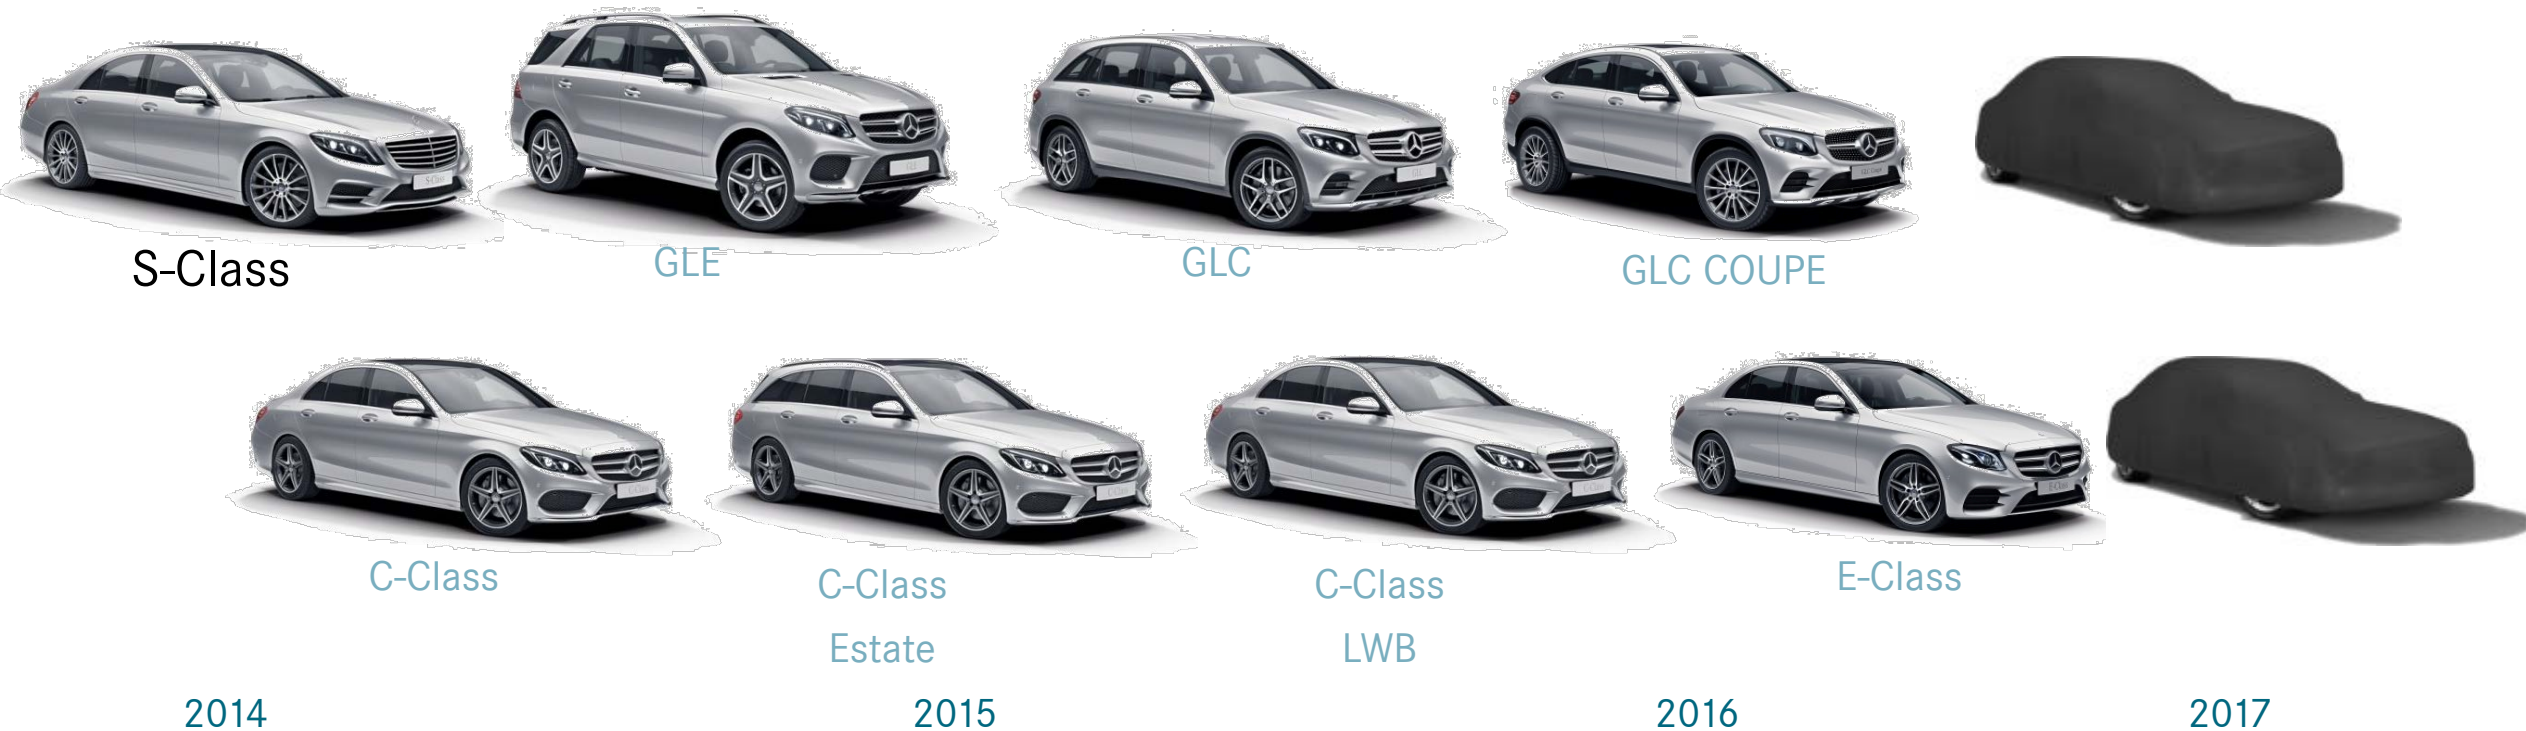 S-Class
GLE
GLC
GLC COUPE
C-Class
C-Class
Estate
C-Class
LWB
E-Class
2014
2015
2016
2017